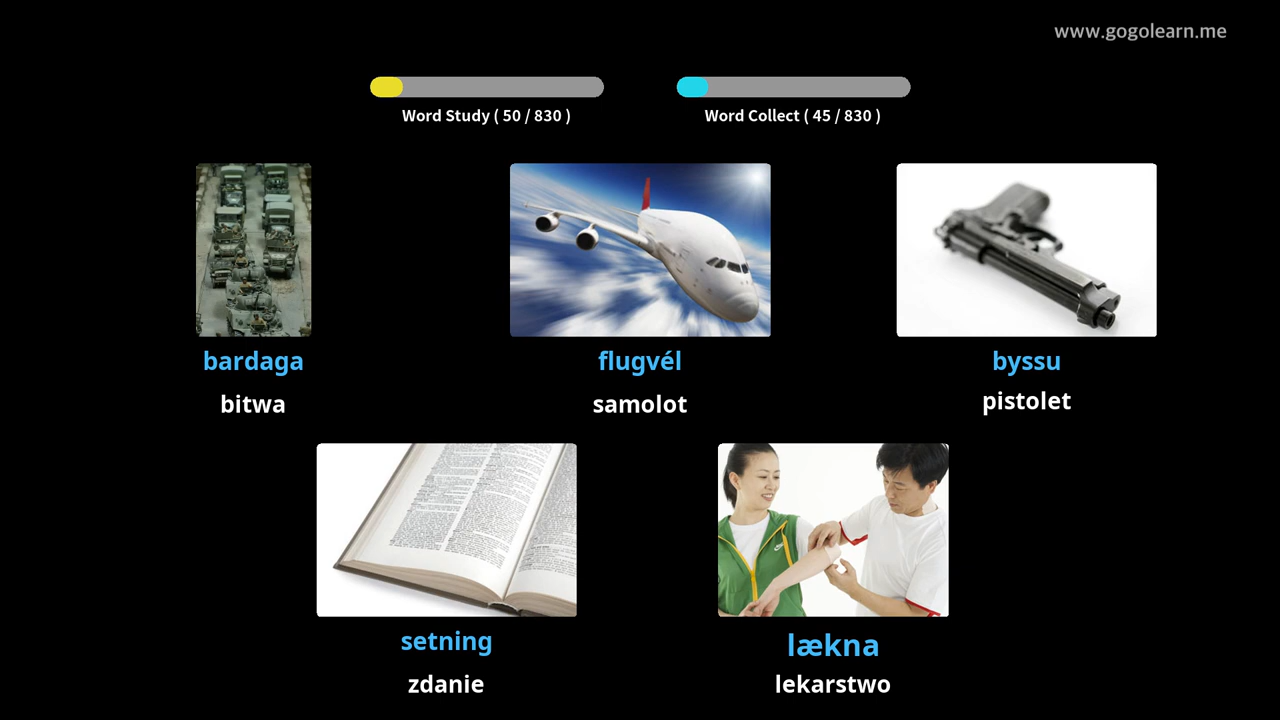 www.gogolearn.me
Word Study ( 50 / 830 )
Word Collect ( 45 / 830 )
bardaga
flugvél
byssu
bitwa
samolot
pistolet
setning
lækna
zdanie
lekarstwo